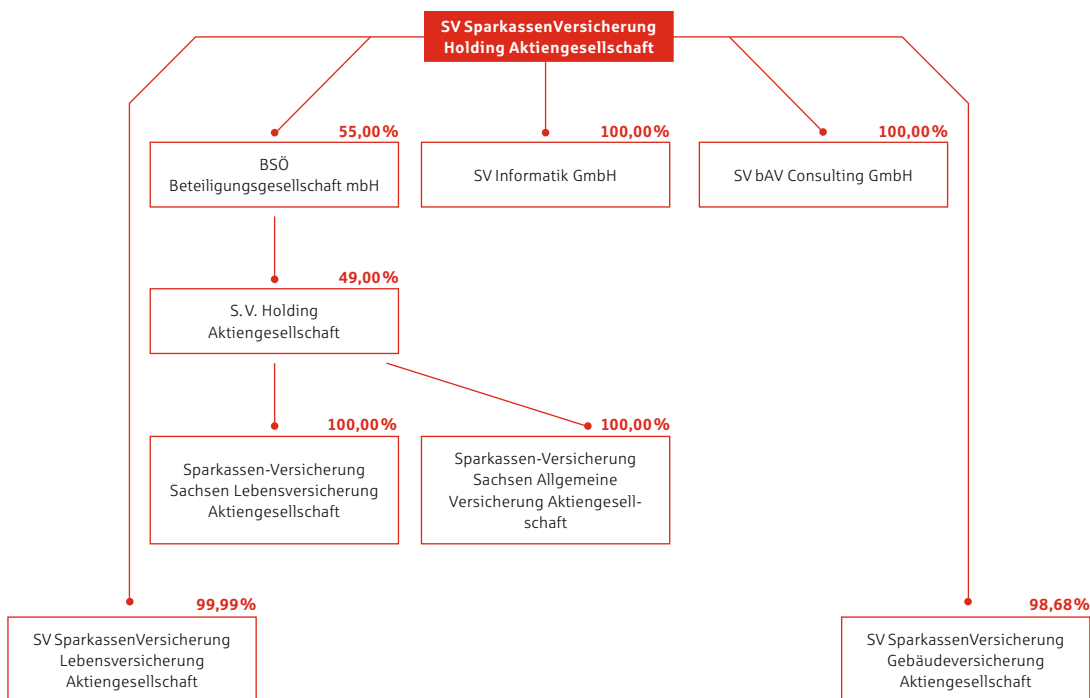 SV SparkassenVersicherung
Holding Aktiengesellschaft
55,00 %
BSÖ
Beteiligungsgesellschaft mbH
100,00 %
SV Informatik GmbH
100,00 %
SV bAV Consulting GmbH
49,00 %
S. V. Holding
Aktiengesellschaft
100,00 %
Sparkassen-Versicherung
Sachsen Lebensversicherung
Aktiengesellschaft
100,00 %
Sparkassen-Versicherung
Sachsen Allgemeine
Versicherung Aktiengesell-
schaft
99,99 %
SV SparkassenVersicherung
Lebensversicherung
Aktiengesellschaft
98,68 %
SV SparkassenVersicherung
Gebäudeversicherung
Aktiengesellschaft